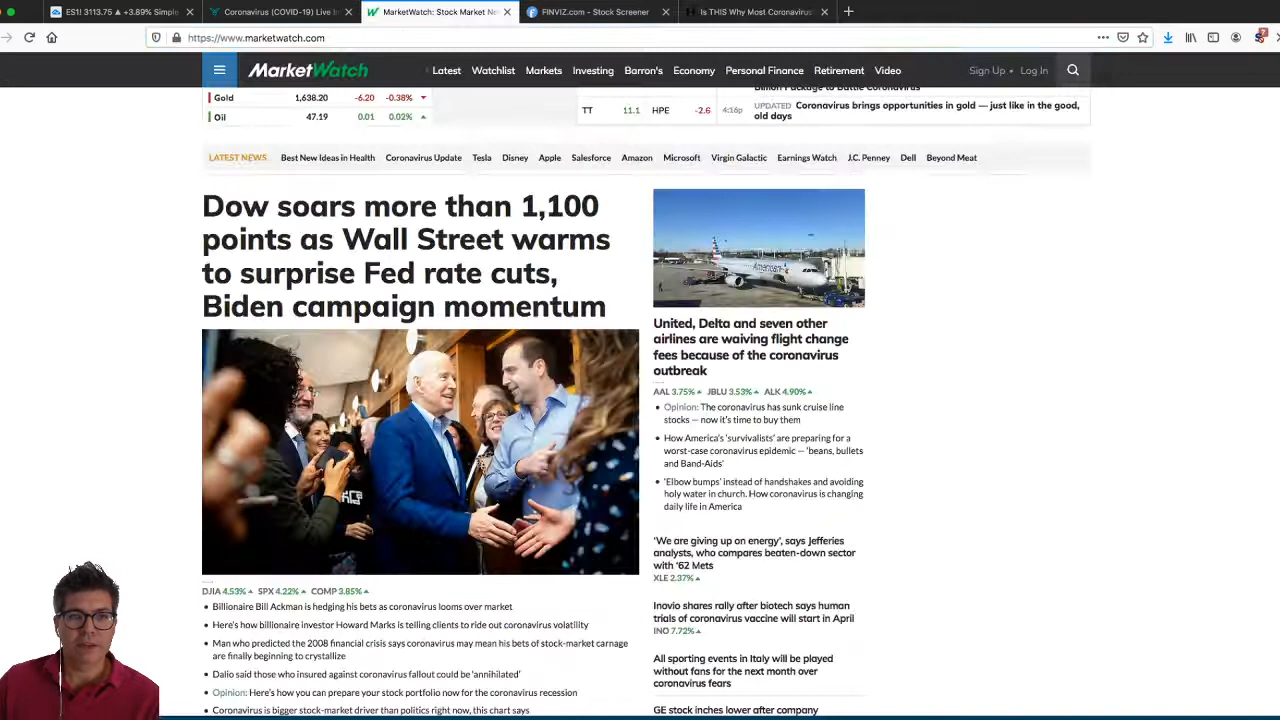 ES1! 3113.75 ▲ +3.89% Simple
Coronavirus (COVID-19) Live
MarketWatch: Stock Market Ne
FINVIZ.com - Stock Screener
Is THIS Why Most Coronavirus
https://www.marketwatch.com
MarketWatch
Latest Watchlist Markets Investing Barron's Economy Personal Finance Retirement Video
Sign Up • Log In
Gold 1,638.20 -6.20 -0.38%
Oil 47.19 0.01 0.02%
TT 11.1 HPE -2.6
Billion Package to Battle Coronavirus
4:16p UPDATED Coronavirus brings opportunities in gold — just like in the good,
old days
LATEST NEWS Best New Ideas in Health Coronavirus Update Tesla Disney Apple Salesforce Amazon Microsoft Virgin Galactic Earnings Watch J.C. Penney Dell Beyond Meat
Dow soars more than 1,100
points as Wall Street warms
to surprise Fed rate cuts,
Biden campaign momentum
DJIA 4.53% SPX 4.22% COMP 3.85%
• Billionaire Bill Ackman is hedging his bets as coronavirus looms over market
• Here's how billionaire investor Howard Marks is telling clients to ride out coronavirus volatility
• Man who predicted the 2008 financial crisis says coronavirus may mean his bets of stock-market carnage
are finally beginning to crystallize
• Dalio said those who insured against coronavirus fallout could be 'annihilated'
• Opinion: Here's how you can prepare your stock portfolio now for the coronavirus recession
• Coronavirus is bigger stock-market driver than politics right now, this chart says
American
United, Delta and seven other
airlines are waiving flight change
fees because of the coronavirus
outbreak
AAL 3.75% JBLU 3.53% ALK 4.90%
• Opinion: The coronavirus has sunk cruise line
stocks — now it's time to buy them
• How America's 'survivalists' are preparing for a
worst-case coronavirus epidemic — 'beans, bullets
and Band-Aids'
• 'Elbow bumps' instead of handshakes and avoiding
holy water in church. How coronavirus is changing
daily life in America
'We are giving up on energy', says Jefferies
analysts, who compares beaten-down sector
with '62 Mets
XLE 2.37%
Inovio shares rally after biotech says human
trials of coronavirus vaccine will start in April
INO 7.72%
All sporting events in Italy will be played
without fans for the next month over
coronavirus fears
GE stock inches lower after company